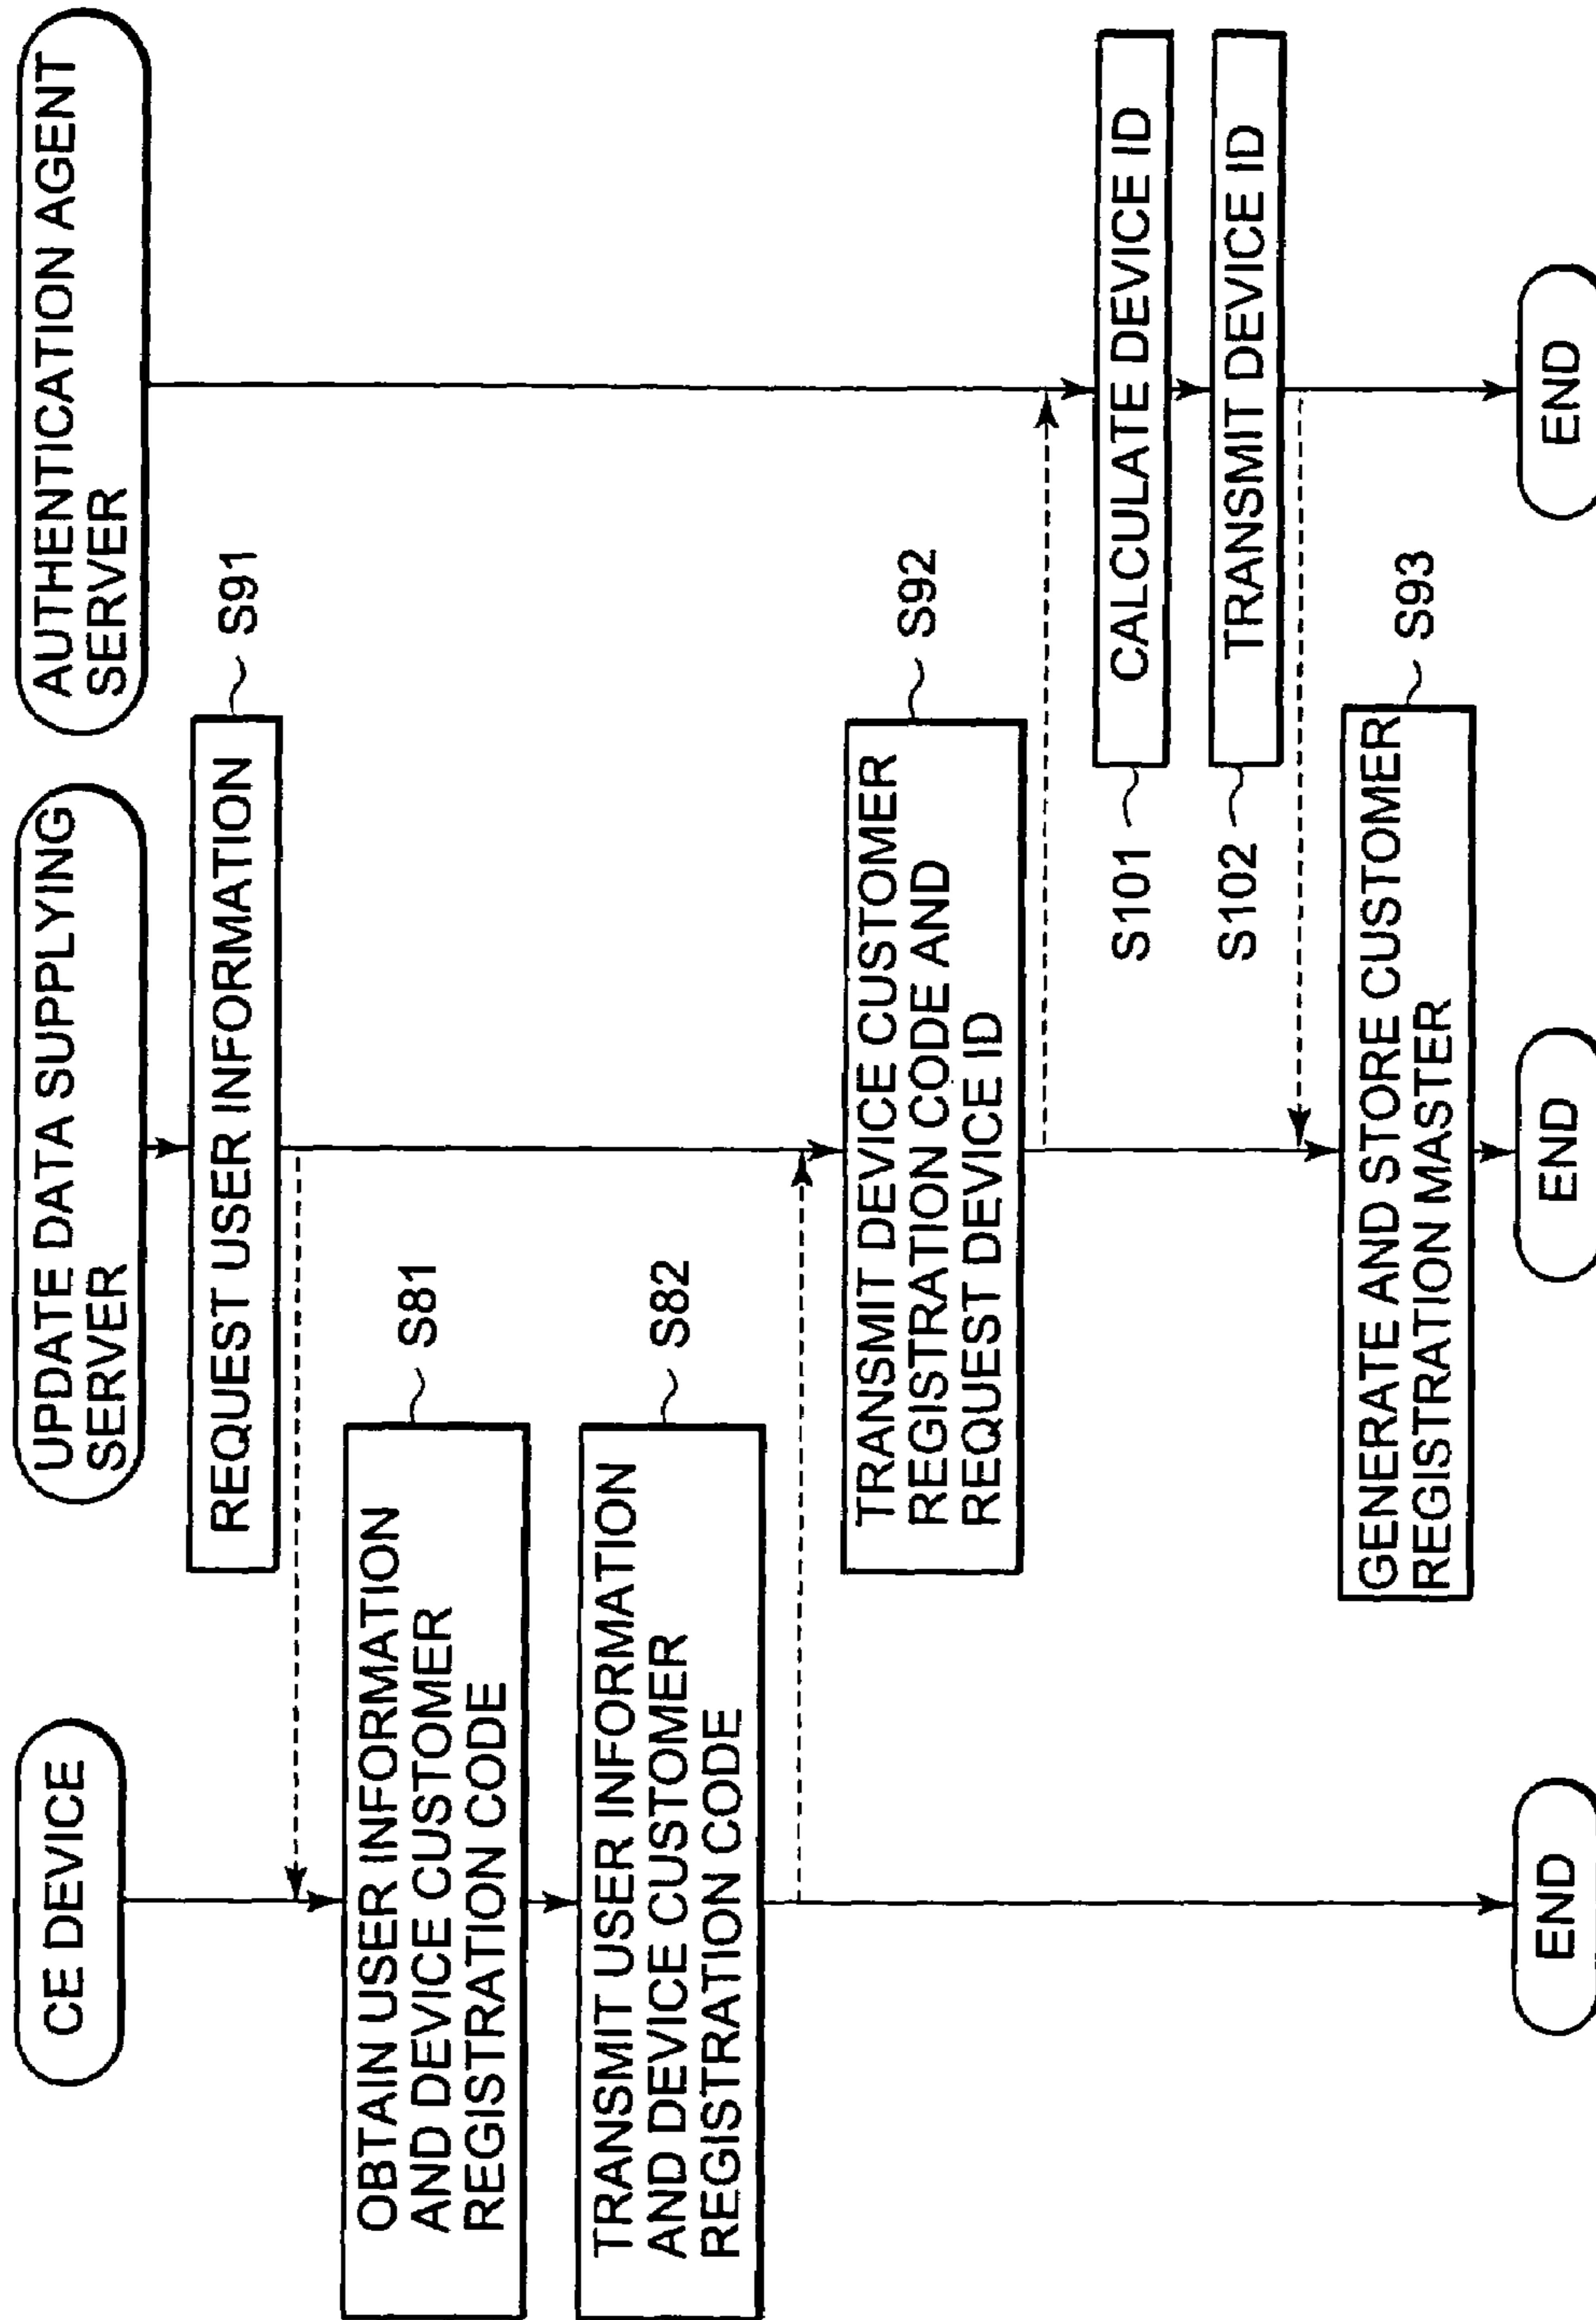 CE DEVICE
UPDATE DATA SUPPLYING
SERVER
AUTHENTICATION AGENT
SERVER
REQUEST USER INFORMATION
S91
OBTAIN USER INFORMATION
AND DEVICE CUSTOMER
REGISTRATION CODE
S81
TRANSMIT USER INFORMATION
AND DEVICE CUSTOMER
REGISTRATION CODE
S82
TRANSMIT DEVICE CUSTOMER
REGISTRATION CODE AND
REQUEST DEVICE ID
S92
S101
CALCULATE DEVICE ID
S102
TRANSMIT DEVICE ID
GENERATE AND STORE CUSTOMER
REGISTRATION MASTER
S93
END
END
END